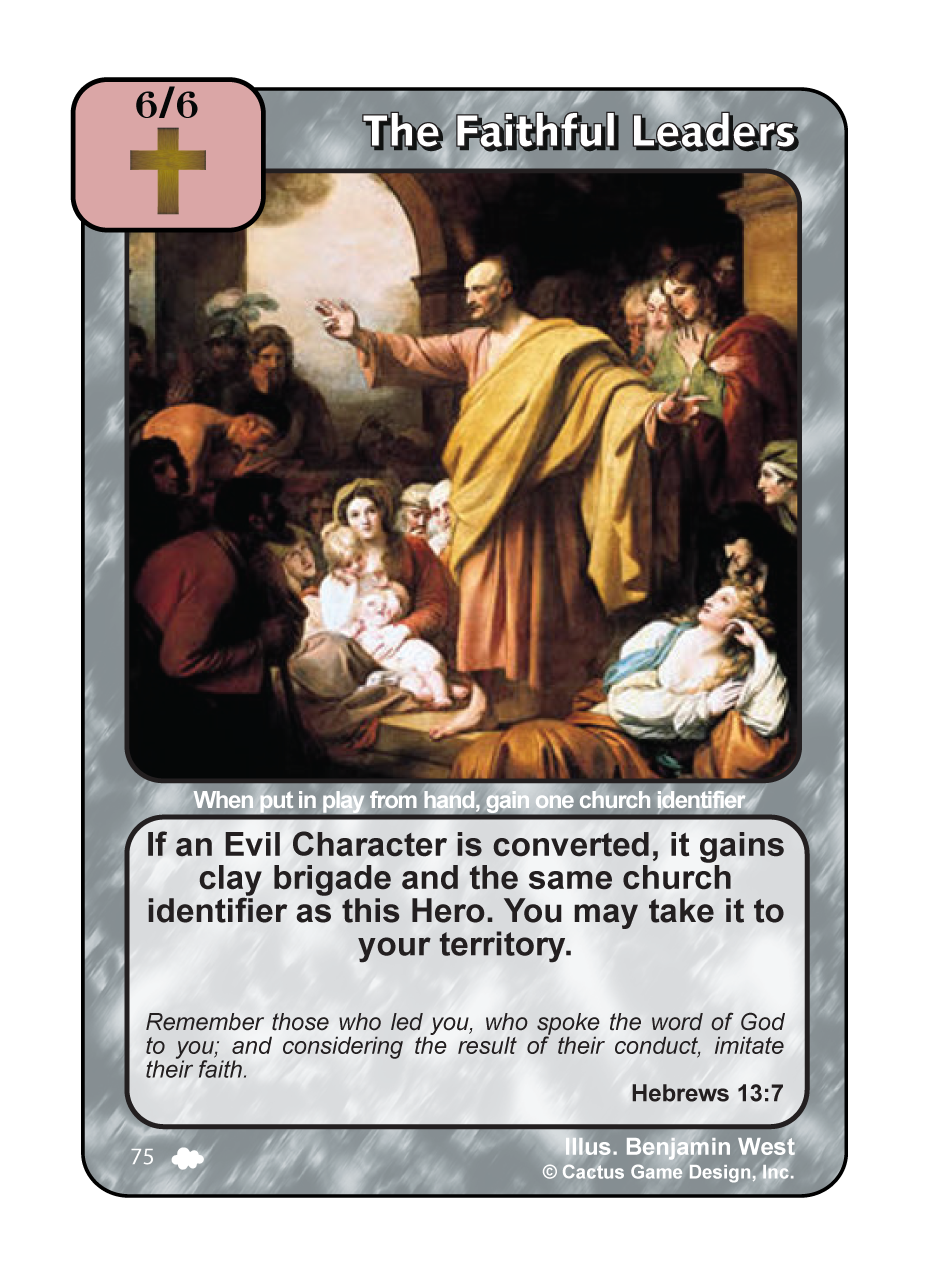 6/6
The Faithful Leaders
When put in play from hand, gain one church identifier
If an Evil Character is converted, it gains
clay brigade and the same church
identifier as this Hero. You may take it to
your territory.
Remember those who led you, who spoke the word of God
to you; and considering the result of their conduct, imitate
their faith.
Hebrews 13:7
75
Illus. Benjamin West
© Cactus Game Design, Inc.